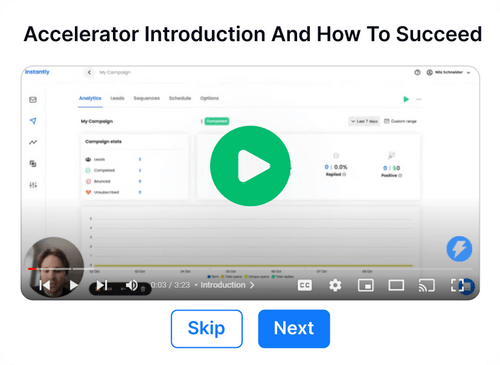 Accelerator Introduction And How To Succeed
instantly
My Campaign
Nils Schneider
Analytics Leads Sequences Schedule Options
My Campaign
Completed
Last 7 days
Custom range
Campaign stats
Leads
Completed
Bounced
Unsubscribed
0 | 0.0%
Replied
Positive
0:03 / 3:23 • Introduction
CC
Skip
Next